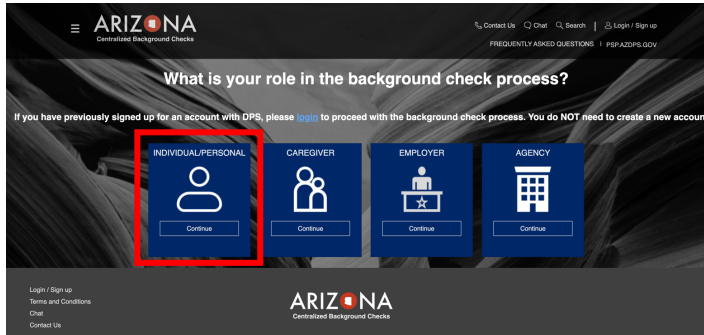 ARIZONA
Centralized Background Checks
Contact Us Chat Search | Login / Sign up
FREQUENTLY ASKED QUESTIONS | PSP.AZDPS.GOV
What is your role in the background check process?
If you have previously signed up for an account with DPS, please login to proceed with the background check process. You do NOT need to create a new accoun
INDIVIDUAL/PERSONAL CAREGIVER EMPLOYER AGENCY
Continue Continue Continue Continue
Login / Sign up
Terms and Conditions
Chat
Contact Us
ARIZONA
Centralized Background Checks